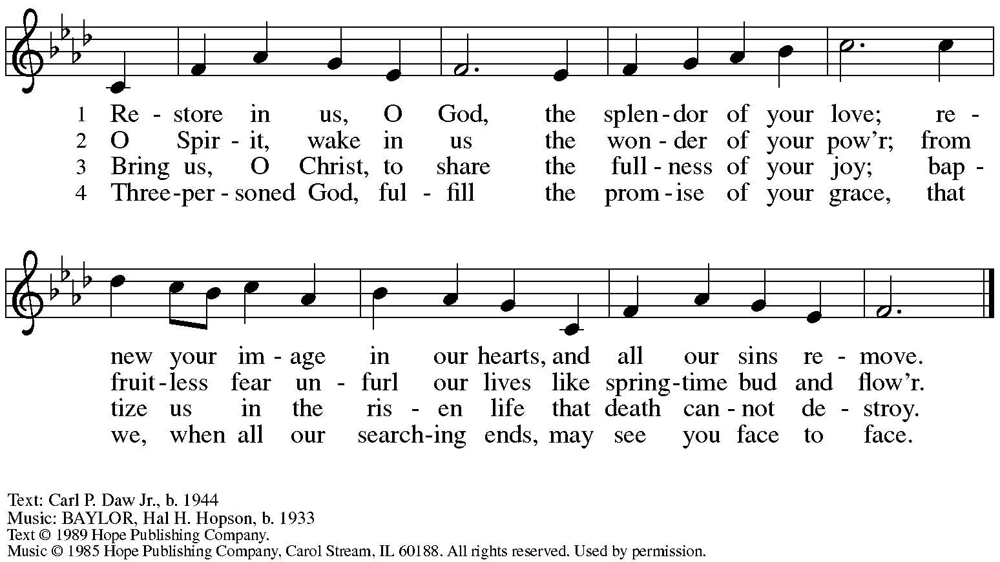 1 Re - store in us, O God, the splen - dor of your love; re -
2 O Spir - it, wake in us the won - der of your pow'r; from
3 Bring us, O Christ, to share the full - ness of your joy; bap -
4 Three - per - soned God, ful - fill the prom - ise of your grace, that
new your im - age in our hearts, and all our sins re - move.
fruit - less fear un - furl our lives like spring - time bud and flow'r.
tize us in the ris - en life that death can - not de - stroy.
we, when all our search - ing ends, may see you face to face.
Text: Carl P. Daw Jr., b. 1944
Music: BAYLOR, Hal H. Hopson, b. 1933
Text © 1989 Hope Publishing Company.
Music © 1985 Hope Publishing Company, Carol Stream, IL 60188. All rights reserved. Used by permission.